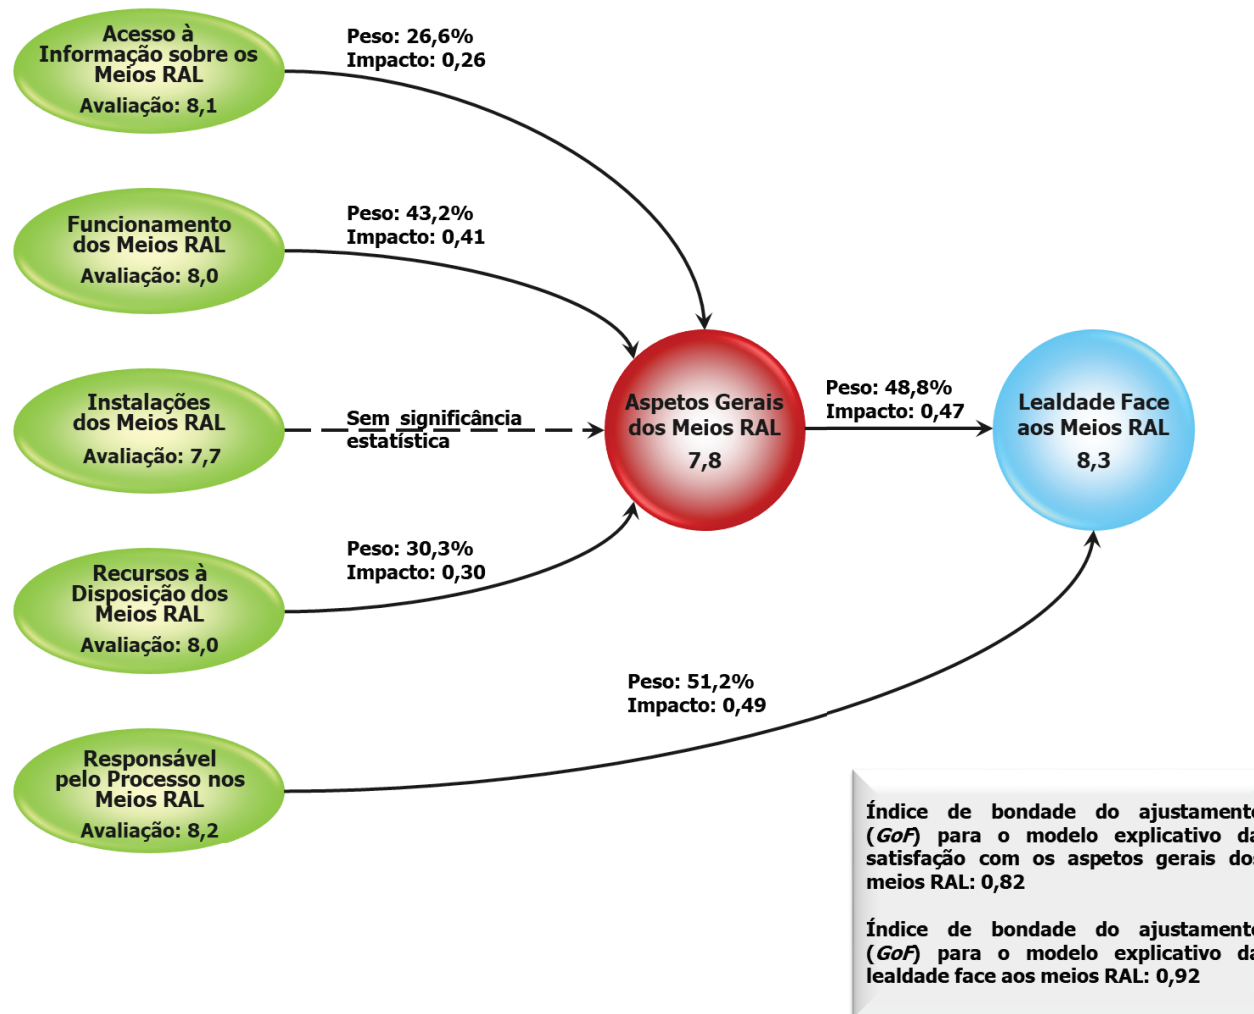 Acesso à
Informação sobre os
Meios RAL
Avaliação: 8,1
Peso: 26,6%
Impacto: 0,26
Funcionamento
dos Meios RAL
Avaliação: 8,0
Peso: 43,2%
Impacto: 0,41
Instalações
dos Meios RAL
Avaliação: 7,7
Sem significância
estatística
Aspetos Gerais
dos Meios RAL
7,8
Peso: 48,8%
Impacto: 0,47
Lealdade Face
aos Meios RAL
8,3
Recursos à
Disposição dos
Meios RAL
Avaliação: 8,0
Peso: 30,3%
Impacto: 0,30
Peso: 51,2%
Impacto: 0,49
Responsável
pelo Processo nos
Meios RAL
Avaliação: 8,2
Índice de bondade do ajustamento
(GoF) para o modelo explicativo da
satisfação com os aspetos gerais dos
meios RAL: 0,82
Índice de bondade do ajustamento
(GoF) para o modelo explicativo da
lealdade face aos meios RAL: 0,92